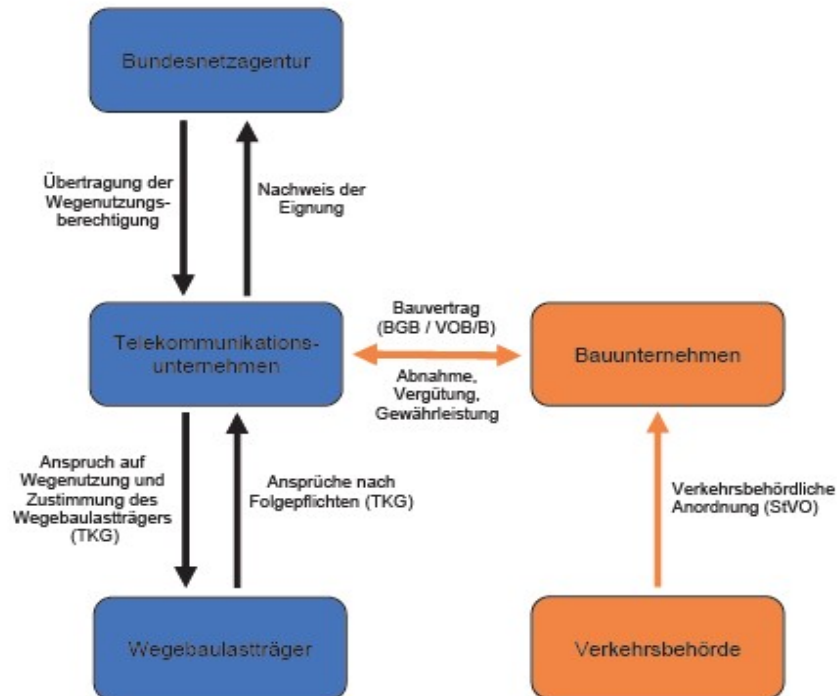 Bundesnetzagentur
Übertragung der
Wegenutzungs-
berechtigung
Nachweis der
Eignung
Telekommunikations-
unternehmen
Bauvertrag
(BGB / VOB/B)
Abnahme,
Vergütung,
Gewährleistung
Bauunternehmen
Anspruch auf
Wegenutzung und
Zustimmung des
Wegebaulastträgers
(TKG)
Ansprüche nach
Folgepflichten (TKG)
Verkehrsbehördliche
Anordnung (StVO)
Wegebaulastträger
Verkehrsbehörde